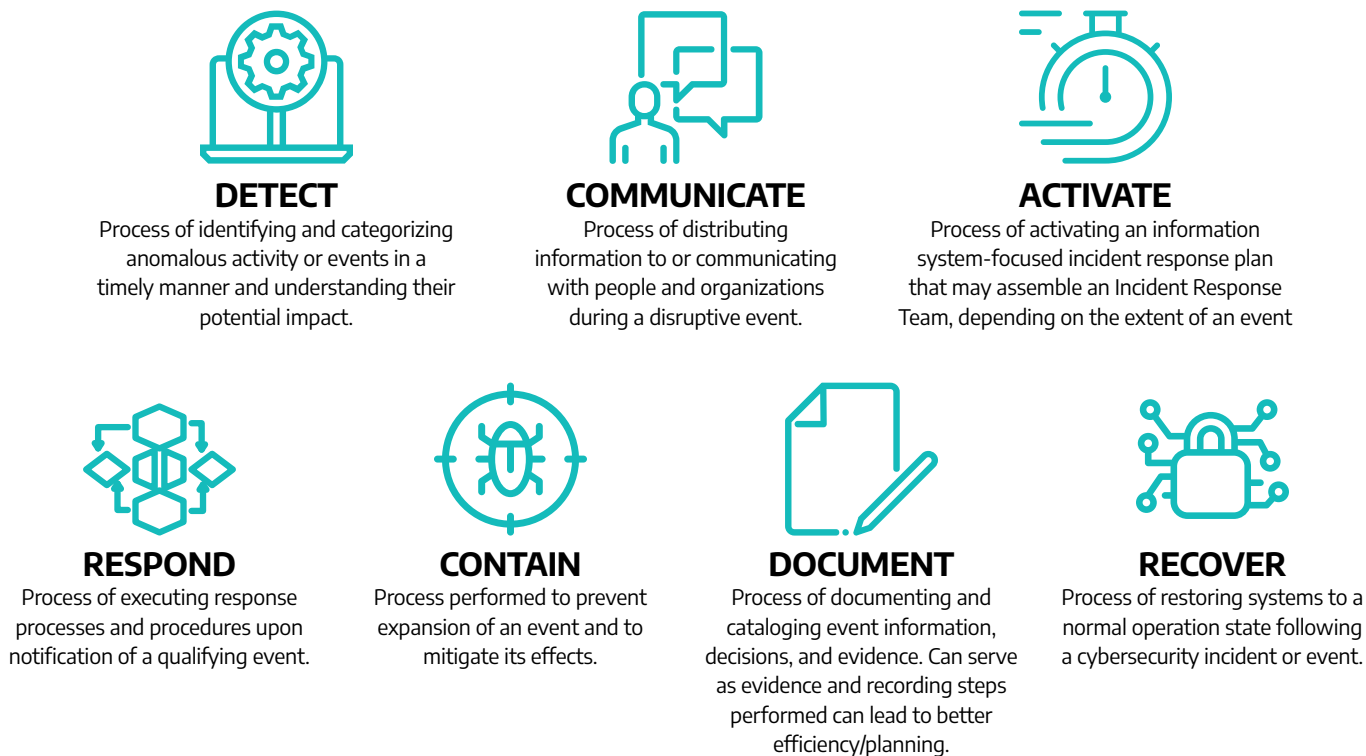 DETECT
Process of identifying and categorizing
anomalous activity or events in a
timely manner and understanding their
potential impact.
COMMUNICATE
Process of distributing
information to or communicating
with people and organizations
during a disruptive event.
ACTIVATE
Process of activating an information
system-focused incident response plan
that may assemble an Incident Response
Team, depending on the extent of an event
RESPOND
Process of executing response
processes and procedures upon
notification of a qualifying event.
CONTAIN
Process performed to prevent
expansion of an event and to
mitigate its effects.
DOCUMENT
Process of documenting and
cataloging event information,
decisions, and evidence. Can serve
as evidence and recording steps
performed can lead to better
efficiency/planning.
RECOVER
Process of restoring systems to a
normal operation state following
a cybersecurity incident or event.